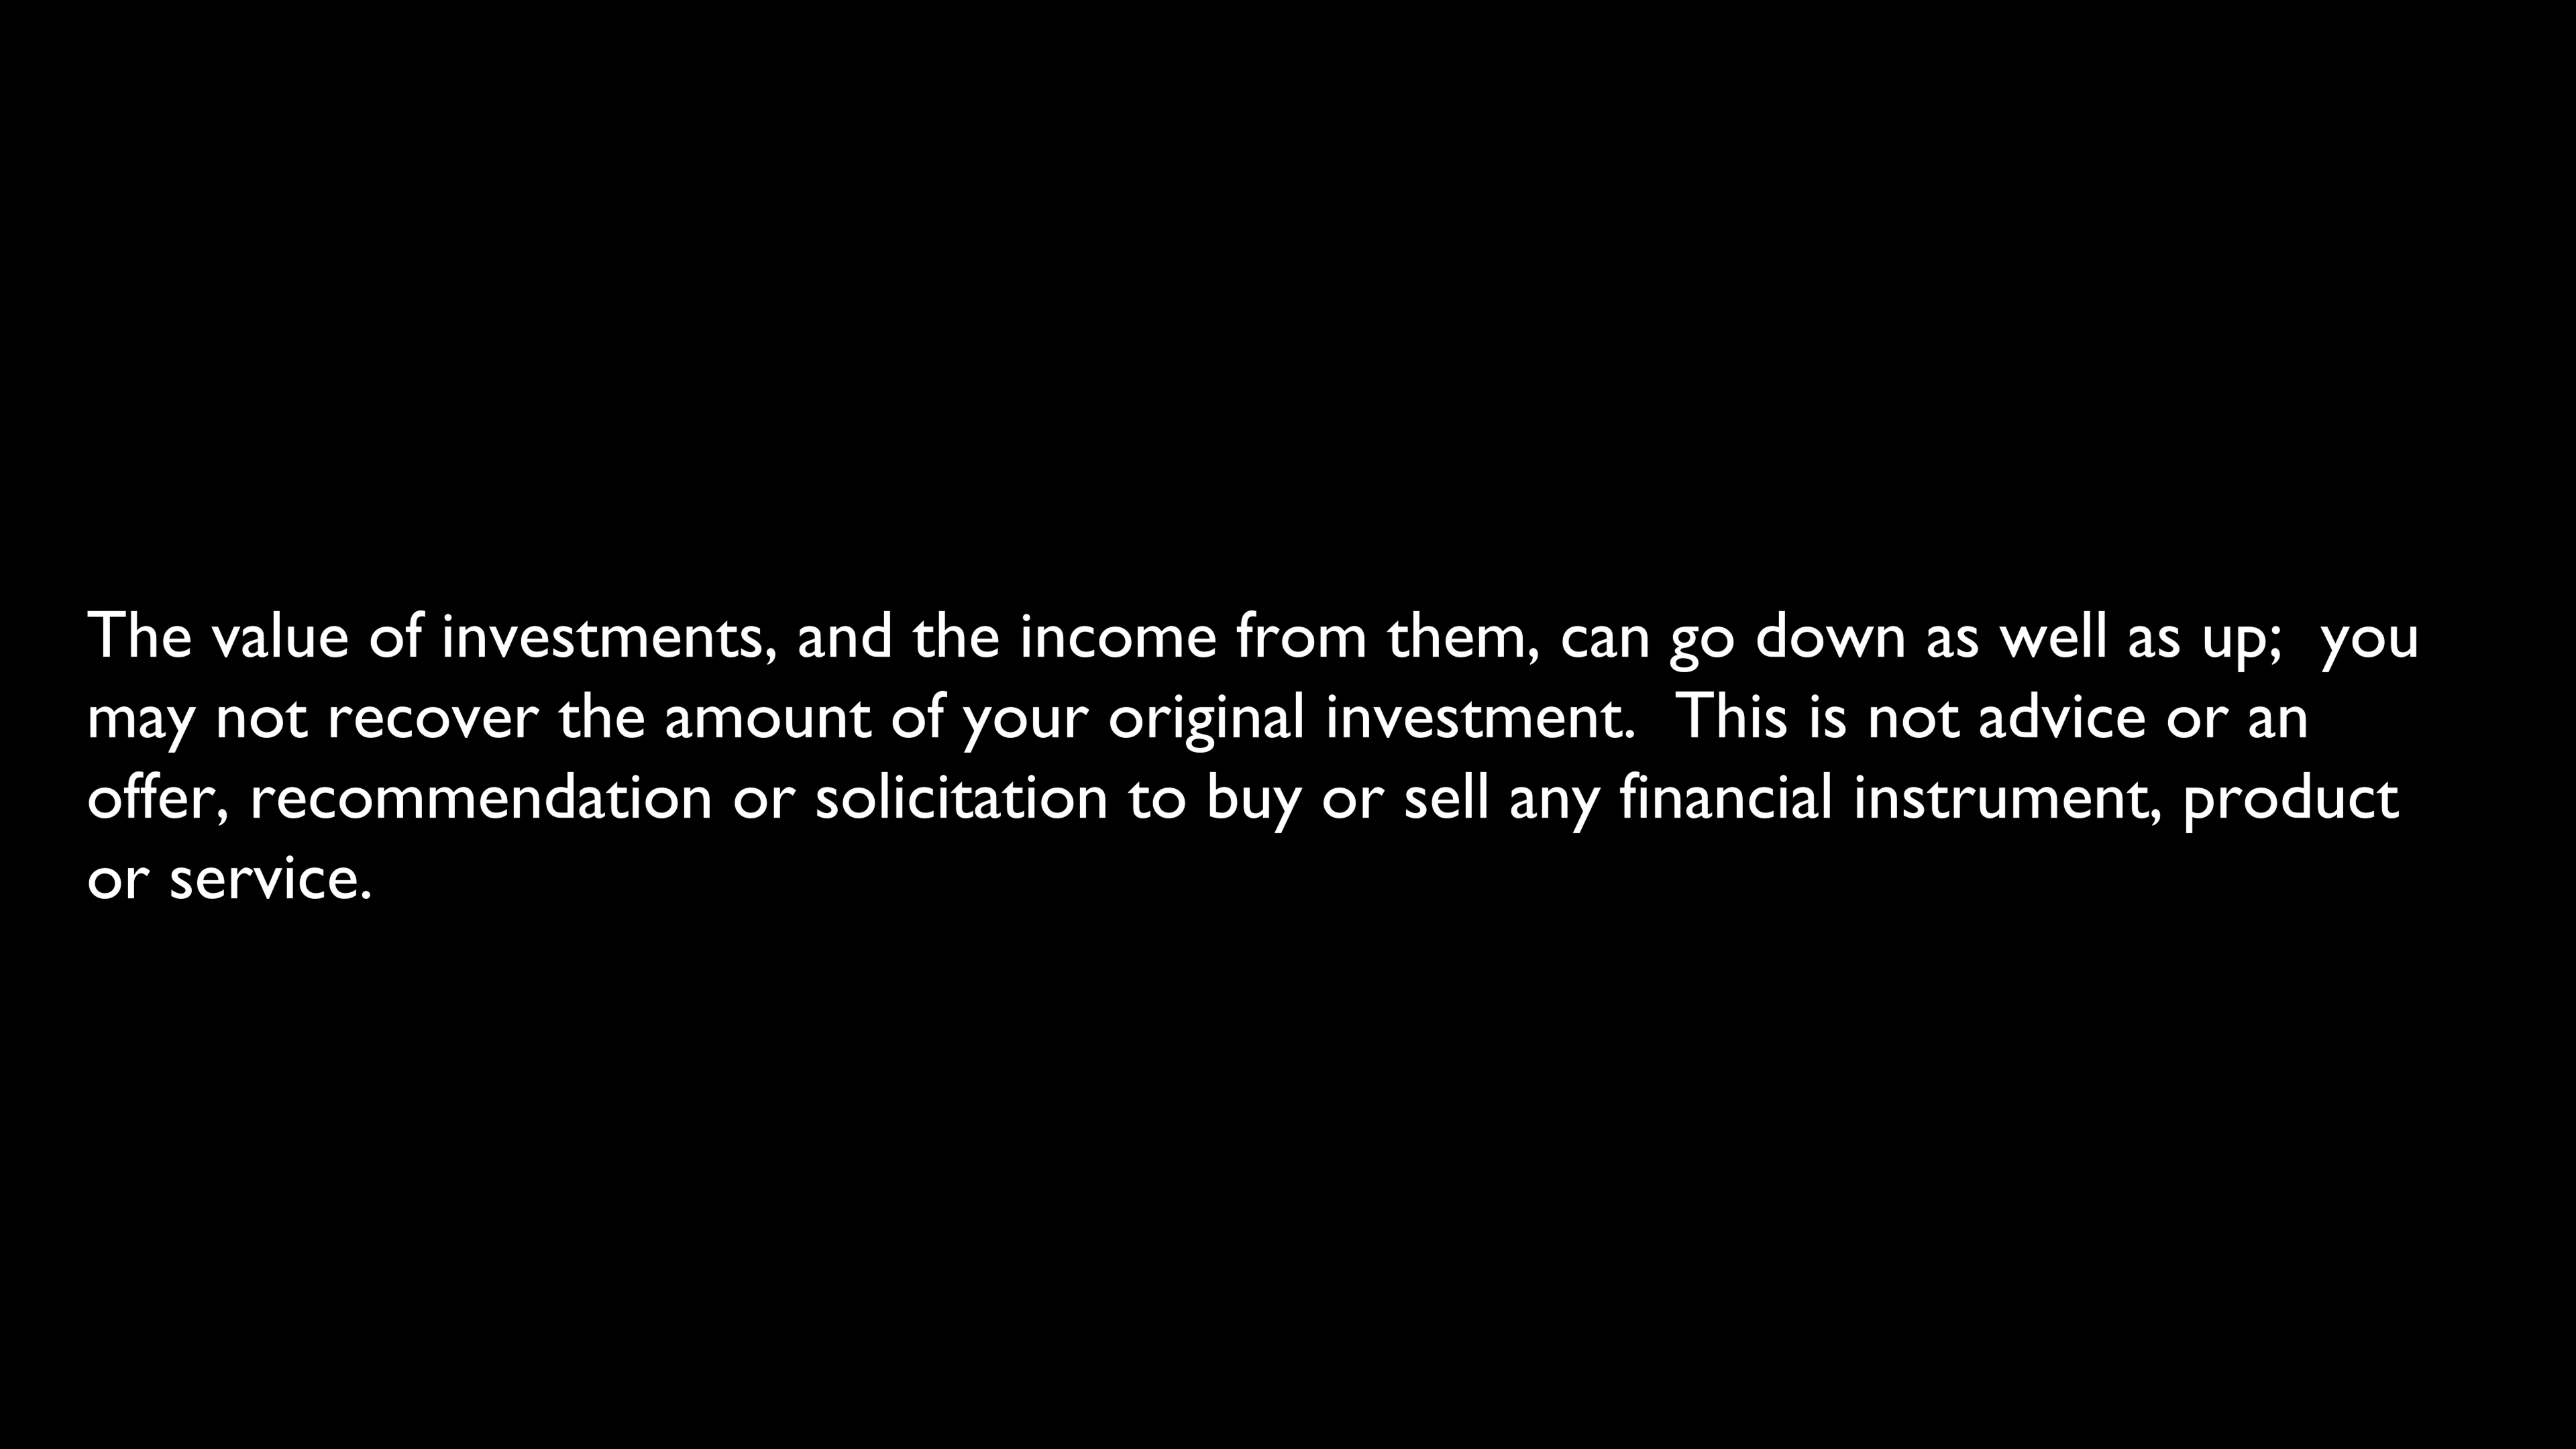 The value of investments, and the income from them, can go down as well as up;  you
may not recover the amount of your original investment.  This is not advice or an
offer, recommendation or solicitation to buy or sell any financial instrument, product
or service.